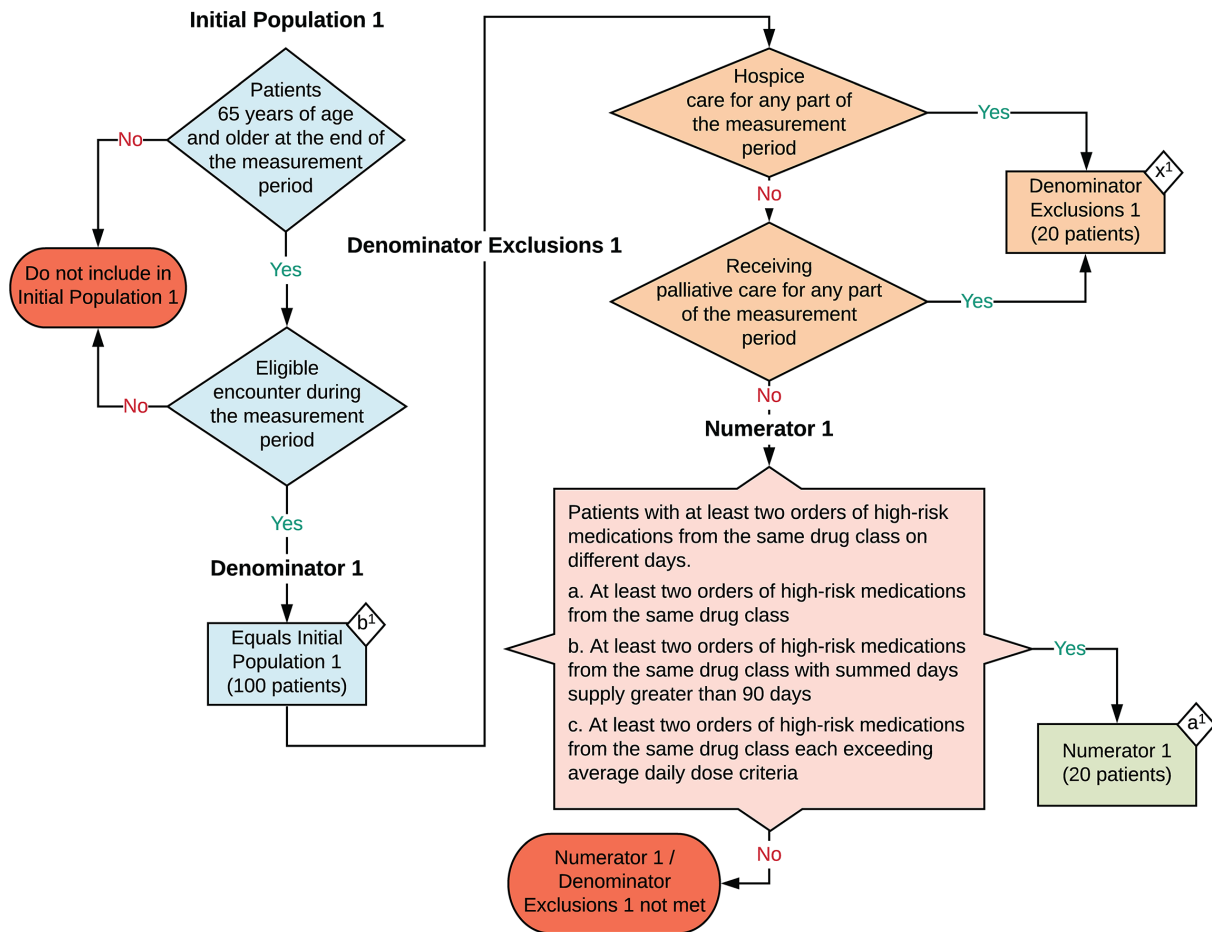 Initial Population 1
Patients
65 years of age
and older at the end of
the measurement
period
No
Do not include in
Initial Population 1
Yes
Eligible
encounter during
the measurement
period
No
Yes
Denominator 1
b¹
Equals Initial
Population 1
(100 patients)
Denominator Exclusions 1
Hospice
care for any part of
the measurement
period
Yes
x¹
Denominator
Exclusions 1
(20 patients)
No
Receiving
palliative care for any part
of the measurement
period
Yes
No
Numerator 1
Patients with at least two orders of high-risk
medications from the same drug class on
different days.
a. At least two orders of high-risk medications
from the same drug class
b. At least two orders of high-risk medications
from the same drug class with summed days
supply greater than 90 days
c. At least two orders of high-risk medications
from the same drug class each exceeding
average daily dose criteria
Yes
a¹
Numerator 1
(20 patients)
No
Numerator 1 /
Denominator
Exclusions 1 not met